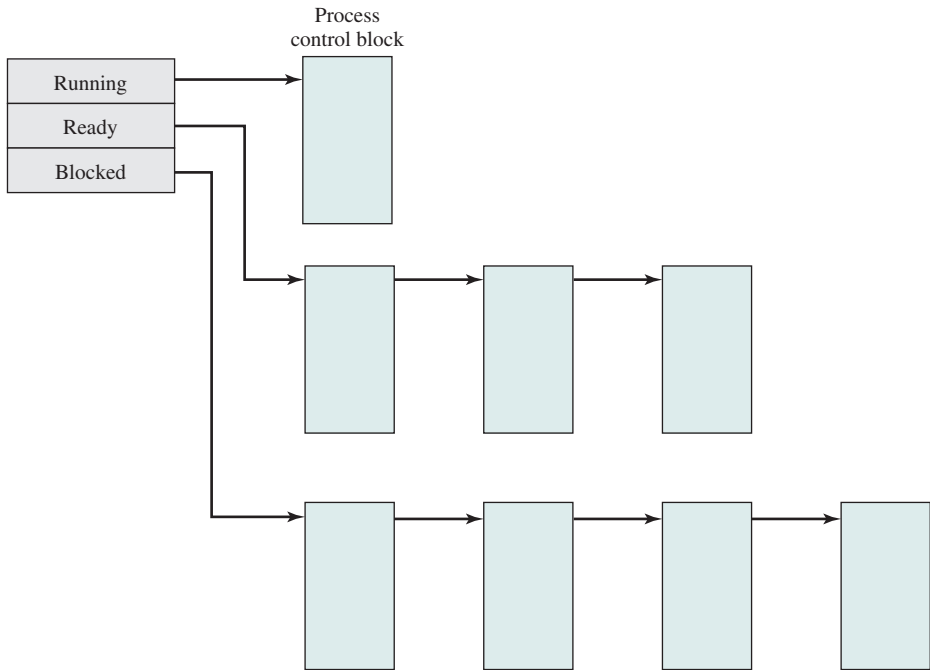 Process
control block
Running
Ready
Blocked